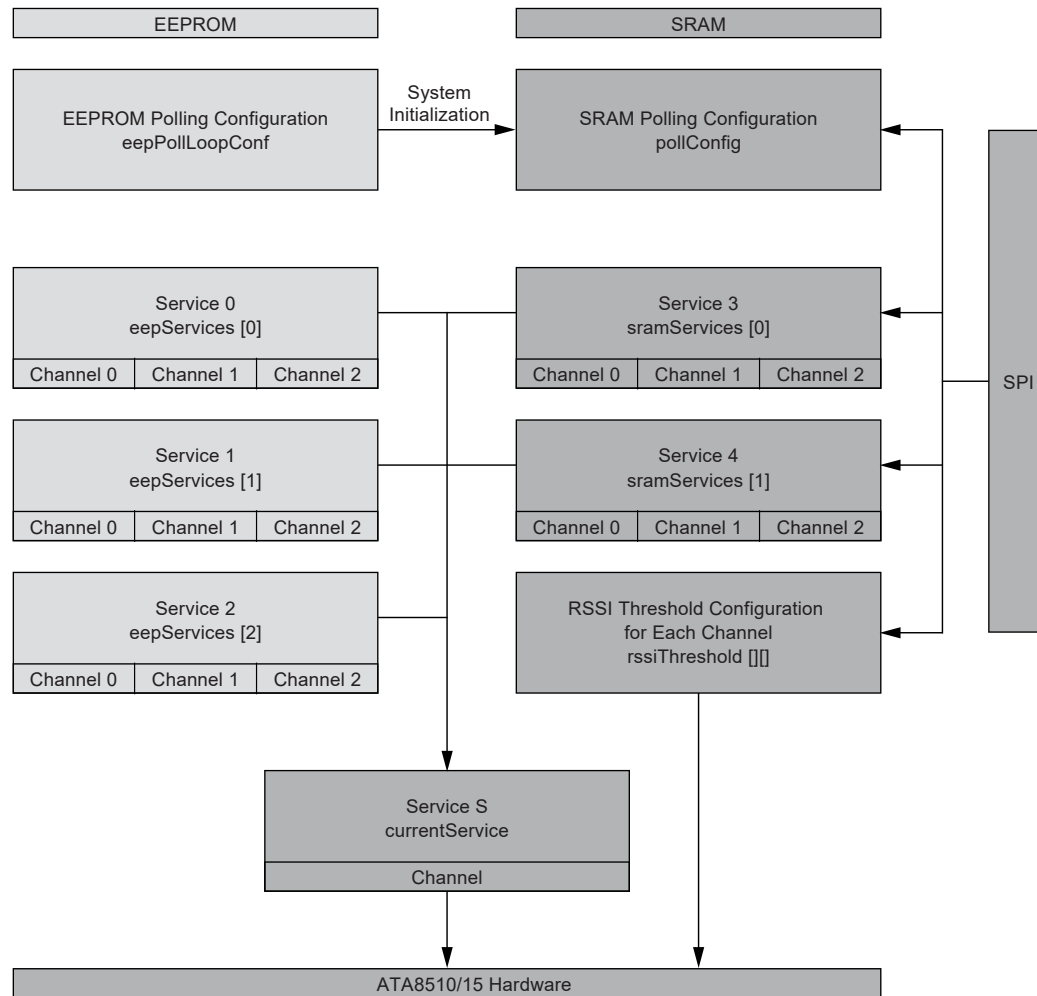 EEPROM
SRAM
EEPROM Polling Configuration
eepPollLoopConf
System
Initialization
SRAM Polling Configuration
pollConfig
Service 0
eepServices [0]
Channel 0
Channel 1
Channel 2
Service 3
sramServices [0]
Channel 0
Channel 1
Channel 2
SPI
Service 1
eepServices [1]
Channel 0
Channel 1
Channel 2
Service 4
sramServices [1]
Channel 0
Channel 1
Channel 2
Service 2
eepServices [2]
Channel 0
Channel 1
Channel 2
RSSI Threshold Configuration
for Each Channel
rssiThreshold [][]
Service S
currentService
Channel
ATA8510/15 Hardware